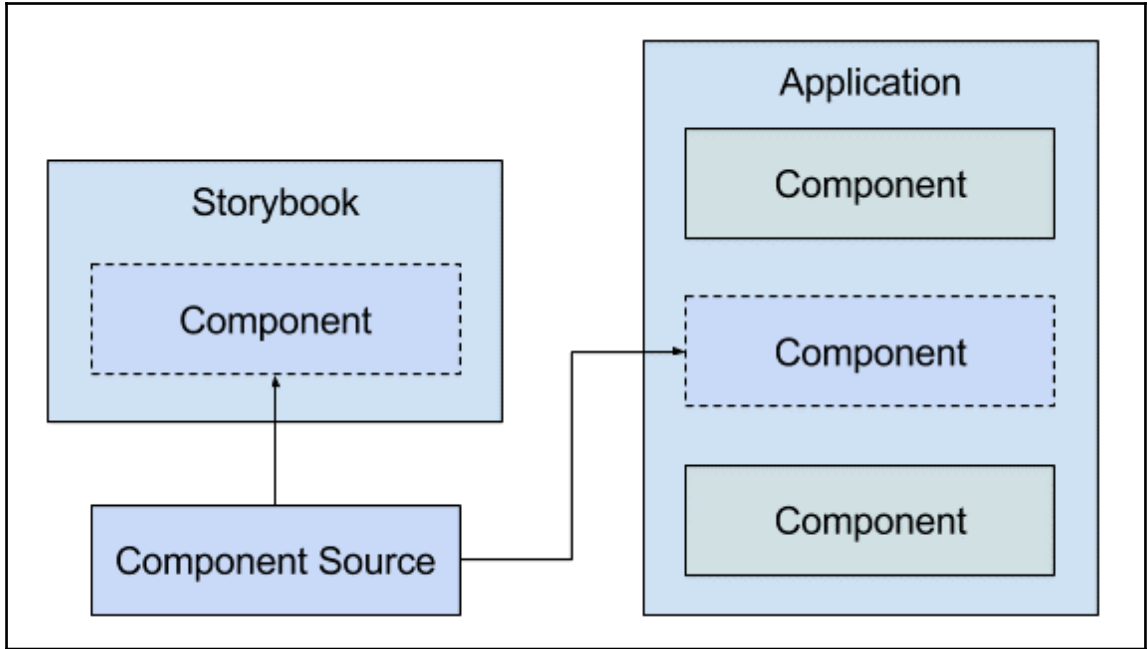 Storybook
Component
Component Source
Application
Component
Component
Component